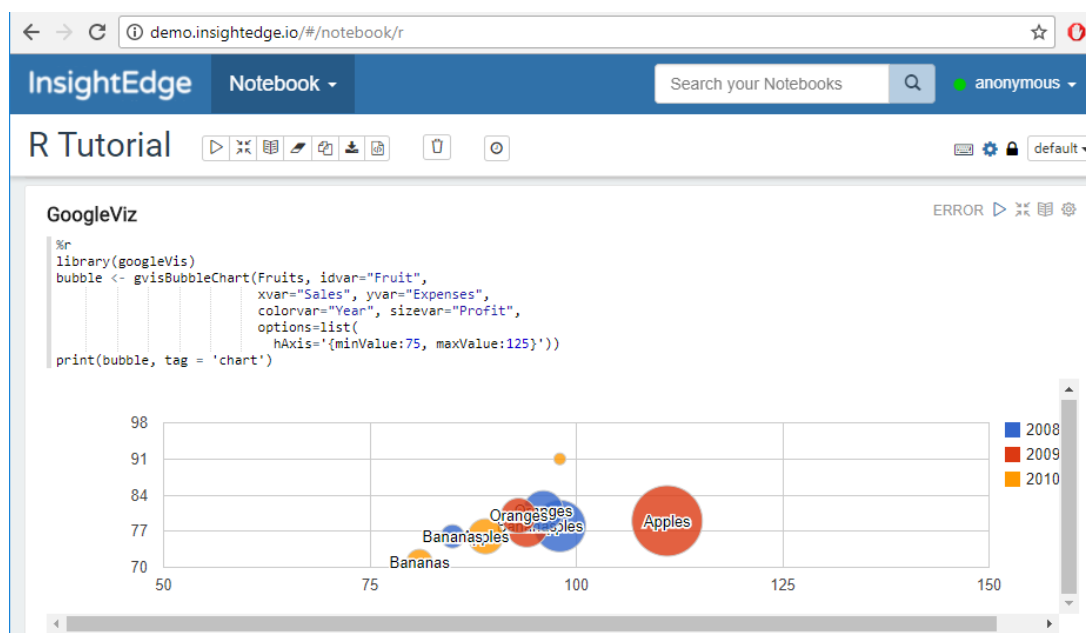 demo.insightedge.io/#/notebook/r
InsightEdge Notebook Search your Notebooks anonymous
R Tutorial default
GoogleViz ERROR
%r
library(googleVis)
bubble <- gvisBubbleChart(Fruits, idvar="Fruit",
xvar="Sales", yvar="Expenses",
colorvar="Year", sizevar="Profit",
options=list(
hAxis='{minValue:75, maxValue:125}'))
print(bubble, tag = 'chart')
98
2008
91
2009
84
2010
Oranges
Apples
77
Bananas
70
50 75 100 125 150